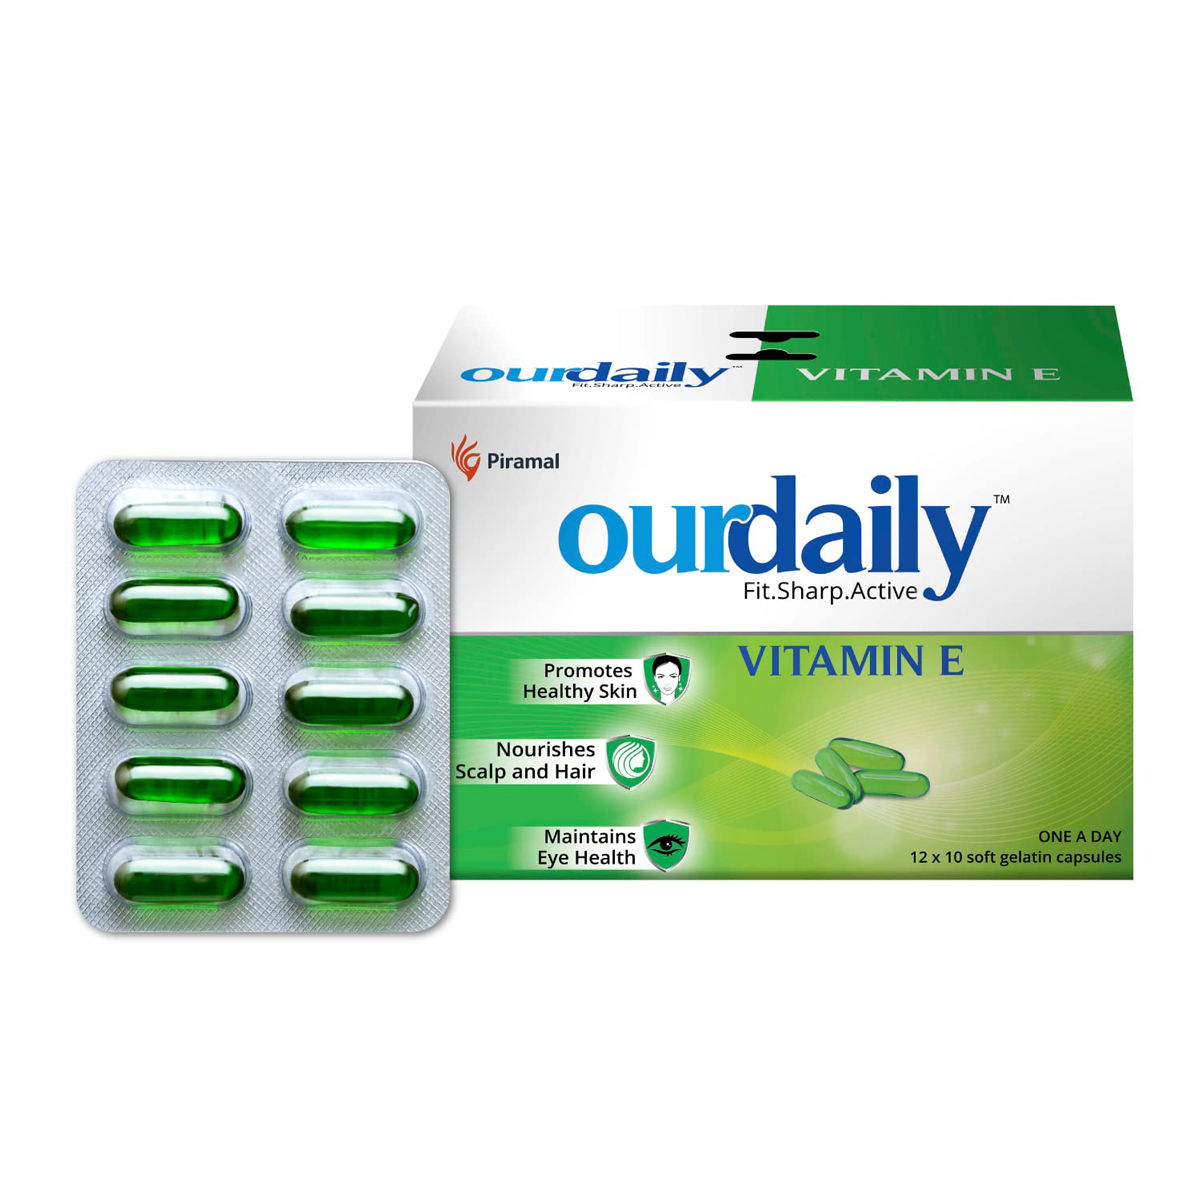 ourdaily™
Fit.Sharp.Active
VITAMIN E
Piramal
ourdaily™
Fit.Sharp.Active
VITAMIN E
Promotes
Healthy Skin
Nourishes
Scalp and Hair
Maintains
Eye Health
ONE A DAY
12 x 10 soft gelatin capsules